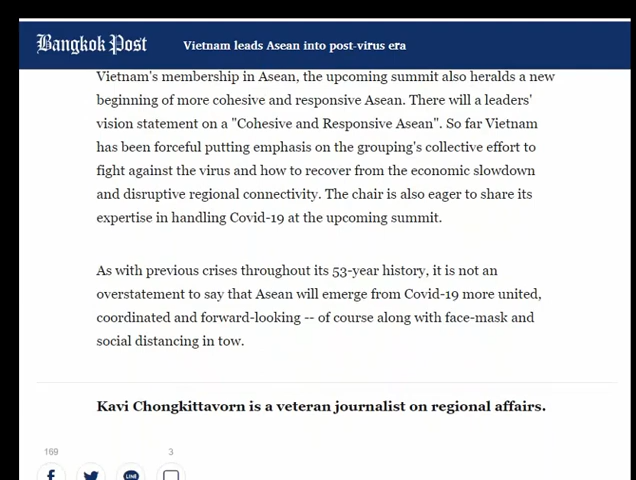 Bangkok Post
Vietnam leads Asean into post-virus era
Vietnam's membership in Asean, the upcoming summit also heralds a new
beginning of more cohesive and responsive Asean. There will a leaders'
vision statement on a "Cohesive and Responsive Asean". So far Vietnam
has been forceful putting emphasis on the grouping's collective effort to
fight against the virus and how to recover from the economic slowdown
and disruptive regional connectivity. The chair is also eager to share its
expertise in handling Covid-19 at the upcoming summit.
As with previous crises throughout its 53-year history, it is not an
overstatement to say that Asean will emerge from Covid-19 more united,
coordinated and forward-looking -- of course along with face-mask and
social distancing in tow.
Kavi Chongkittavorn is a veteran journalist on regional affairs.
169
3
LINE